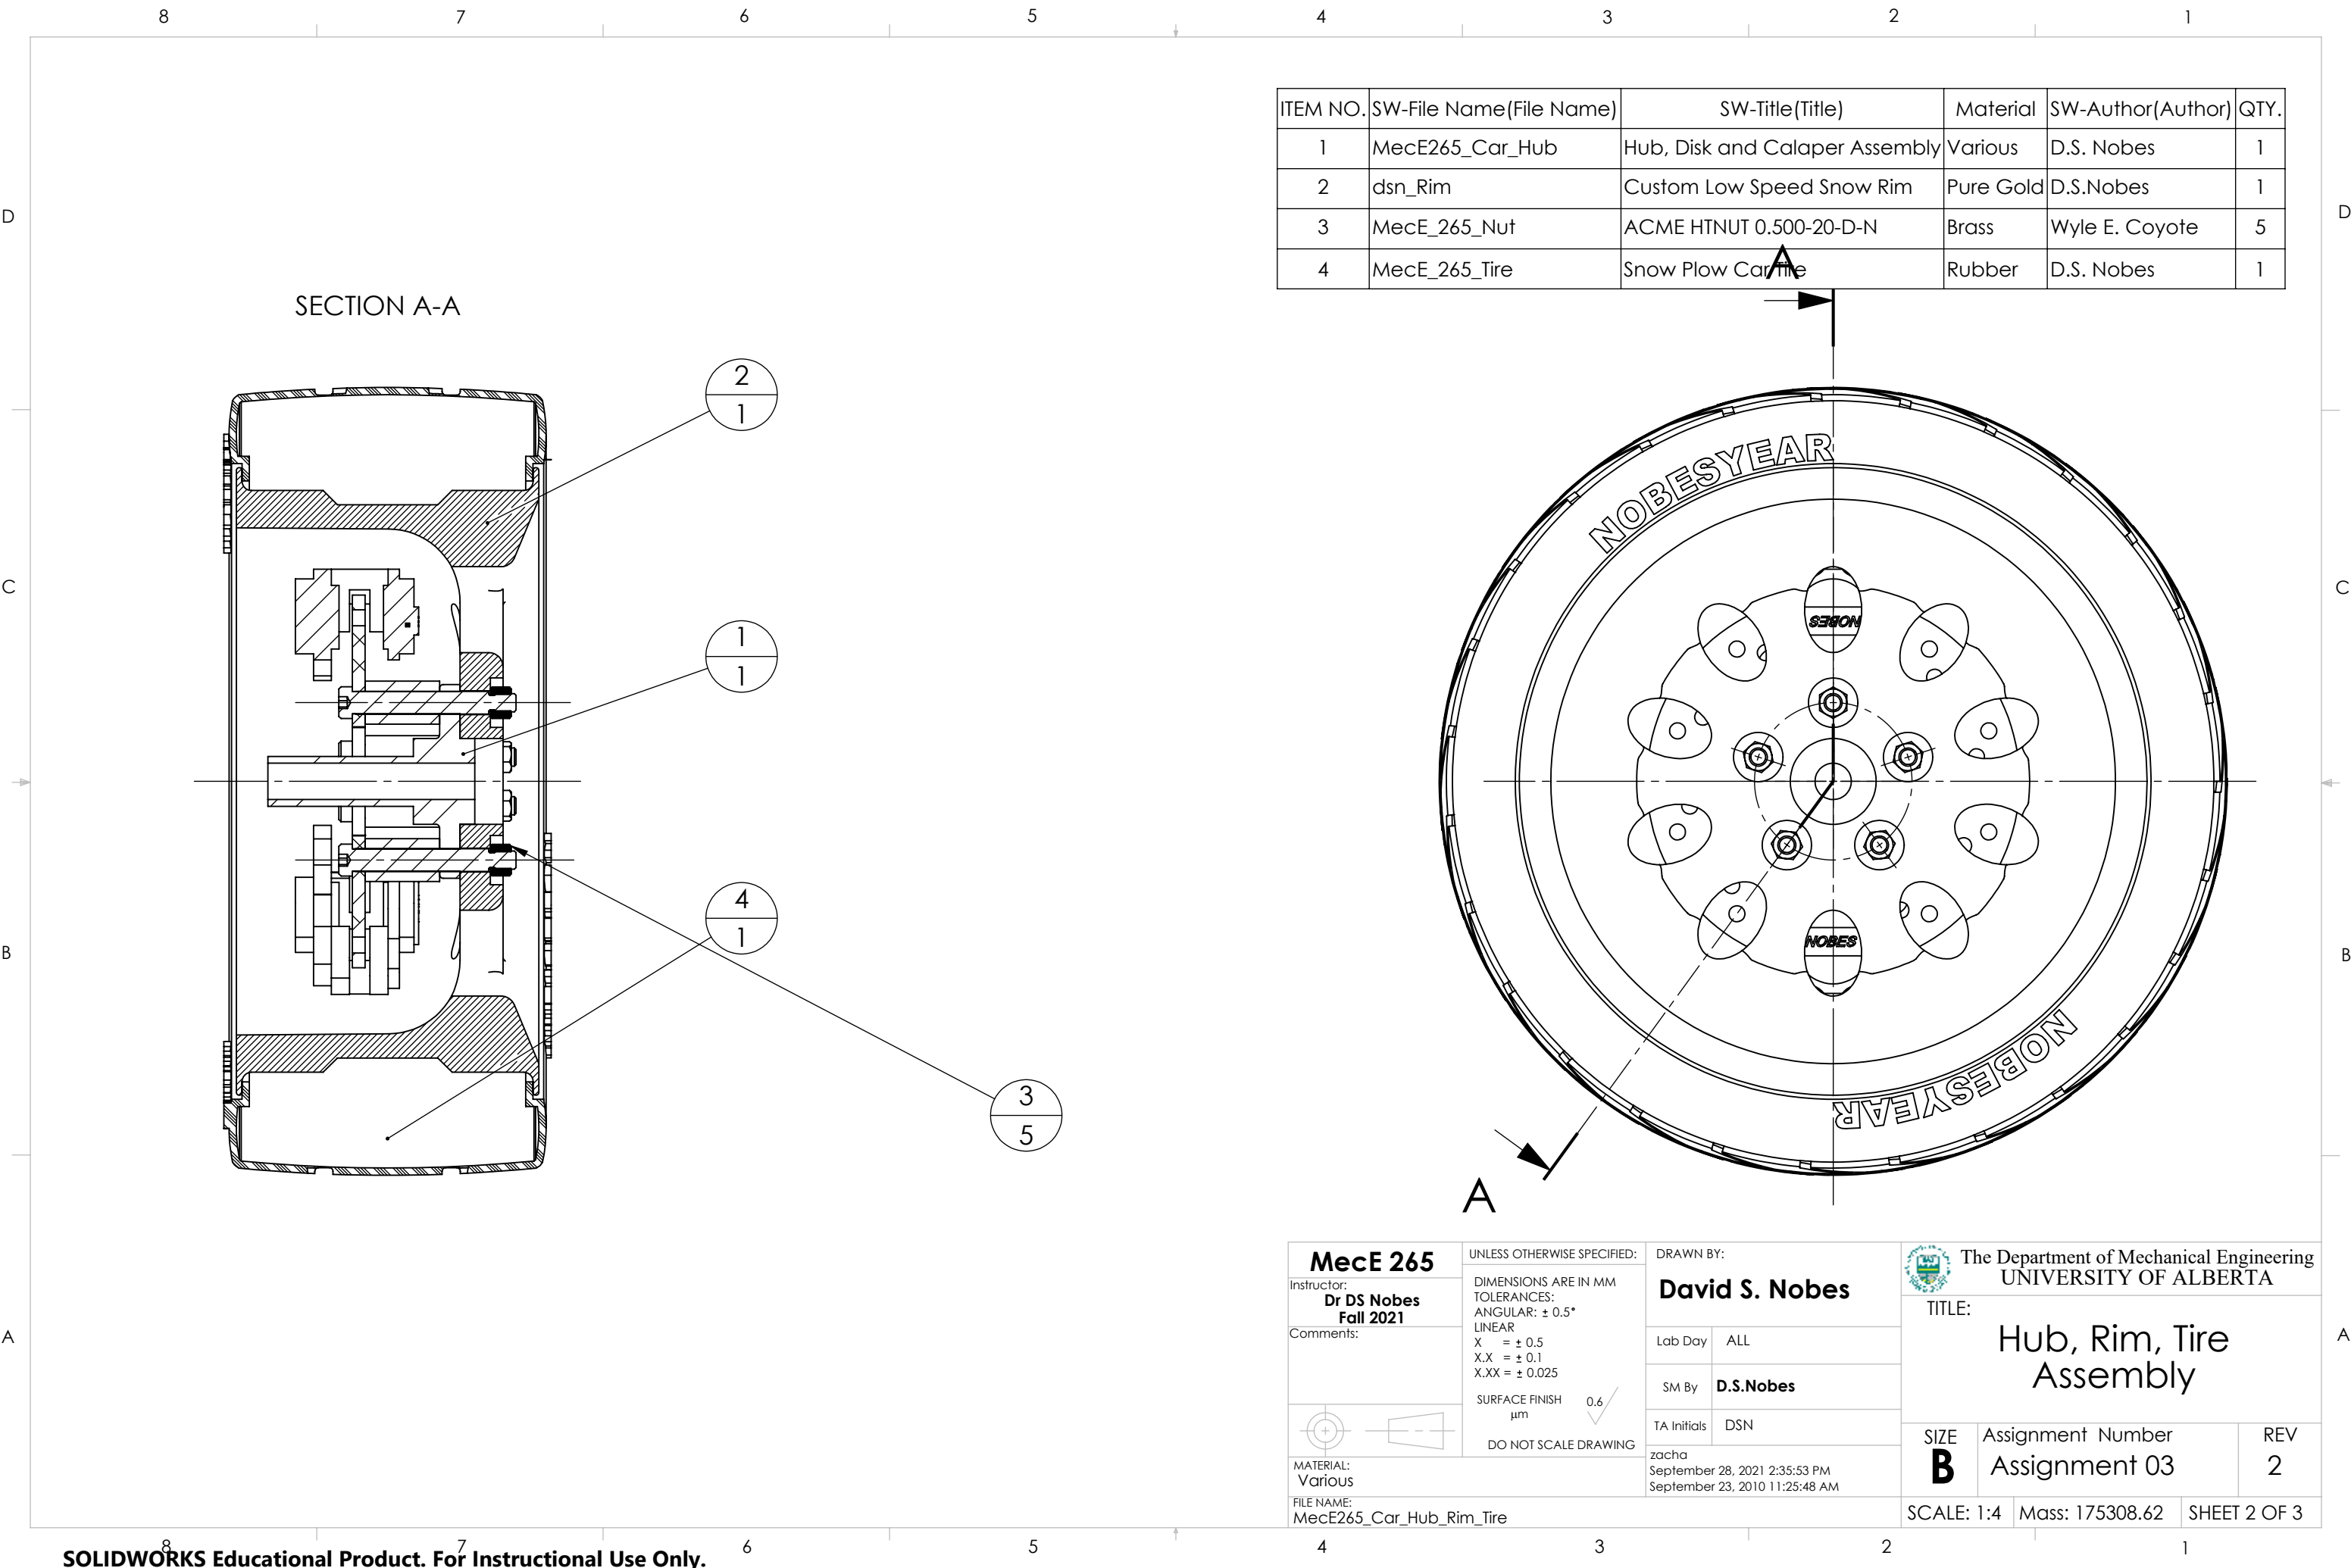 8 7 6 5 4 3 2 1
ITEM NO. SW-File Name(File Name) SW-Title(Title) Material SW-Author(Author) QTY.
1 MecE265_Car_Hub Hub, Disk and Calaper Assembly Various D.S. Nobes 1
2 dsn_Rim Custom Low Speed Snow Rim Pure Gold D.S.Nobes 1
3 MecE_265_Nut ACME HTNUT 0.500-20-D-N Brass Wyle E. Coyote 5
4 MecE_265_Tire Snow Plow Car Tire Rubber D.S. Nobes 1
D D
A
SECTION A-A
2
1
NOBESYEAR
C C
NOBES
1
1
4
1
NOBES
B B
NOBESYEAR
3
5
A
MecE 265
Instructor:
Dr DS Nobes
Fall 2021
Comments:
MATERIAL:
Various
FILE NAME:
MecE265_Car_Hub_Rim_Tire
UNLESS OTHERWISE SPECIFIED:
DIMENSIONS ARE IN MM
TOLERANCES:
ANGULAR: ± 0.5°
LINEAR
X = ± 0.5
X.X = ± 0.1
X.XX = ± 0.025
SURFACE FINISH 0.6
µm
DO NOT SCALE DRAWING
DRAWN BY:
David S. Nobes
Lab Day ALL
SM By D.S.Nobes
TA Initials DSN
zacha
September 28, 2021 2:35:53 PM
September 23, 2010 11:25:48 AM
The Department of Mechanical Engineering
UNIVERSITY OF ALBERTA
TITLE:
Hub, Rim, Tire
Assembly
SIZE
B
Assignment Number
Assignment 03
REV
2
SCALE: 1:4 Mass: 175308.62 SHEET 2 OF 3
A A
8 7 6 5 4 3 2 1
SOLIDWORKS Educational Product. For Instructional Use Only.